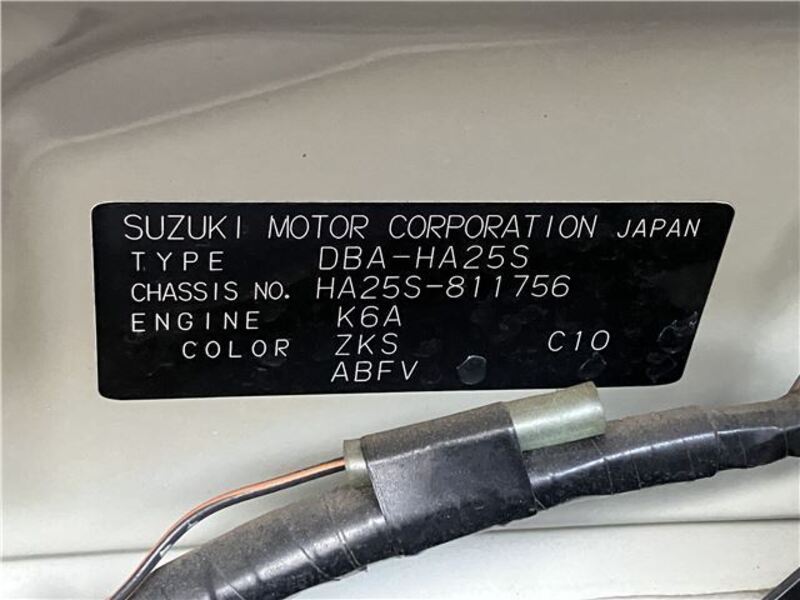 SUZUKI MOTOR CORPORATION JAPAN
TYPE DBA-HA25S
CHASSIS NO. HA25S-811756
ENGINE K6A
COLOR ZKS C10
ABFV